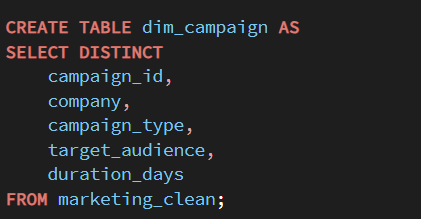 CREATE TABLE dim_campaign AS
SELECT DISTINCT
    campaign_id,
    company,
    campaign_type,
    target_audience,
    duration_days
FROM marketing_clean;